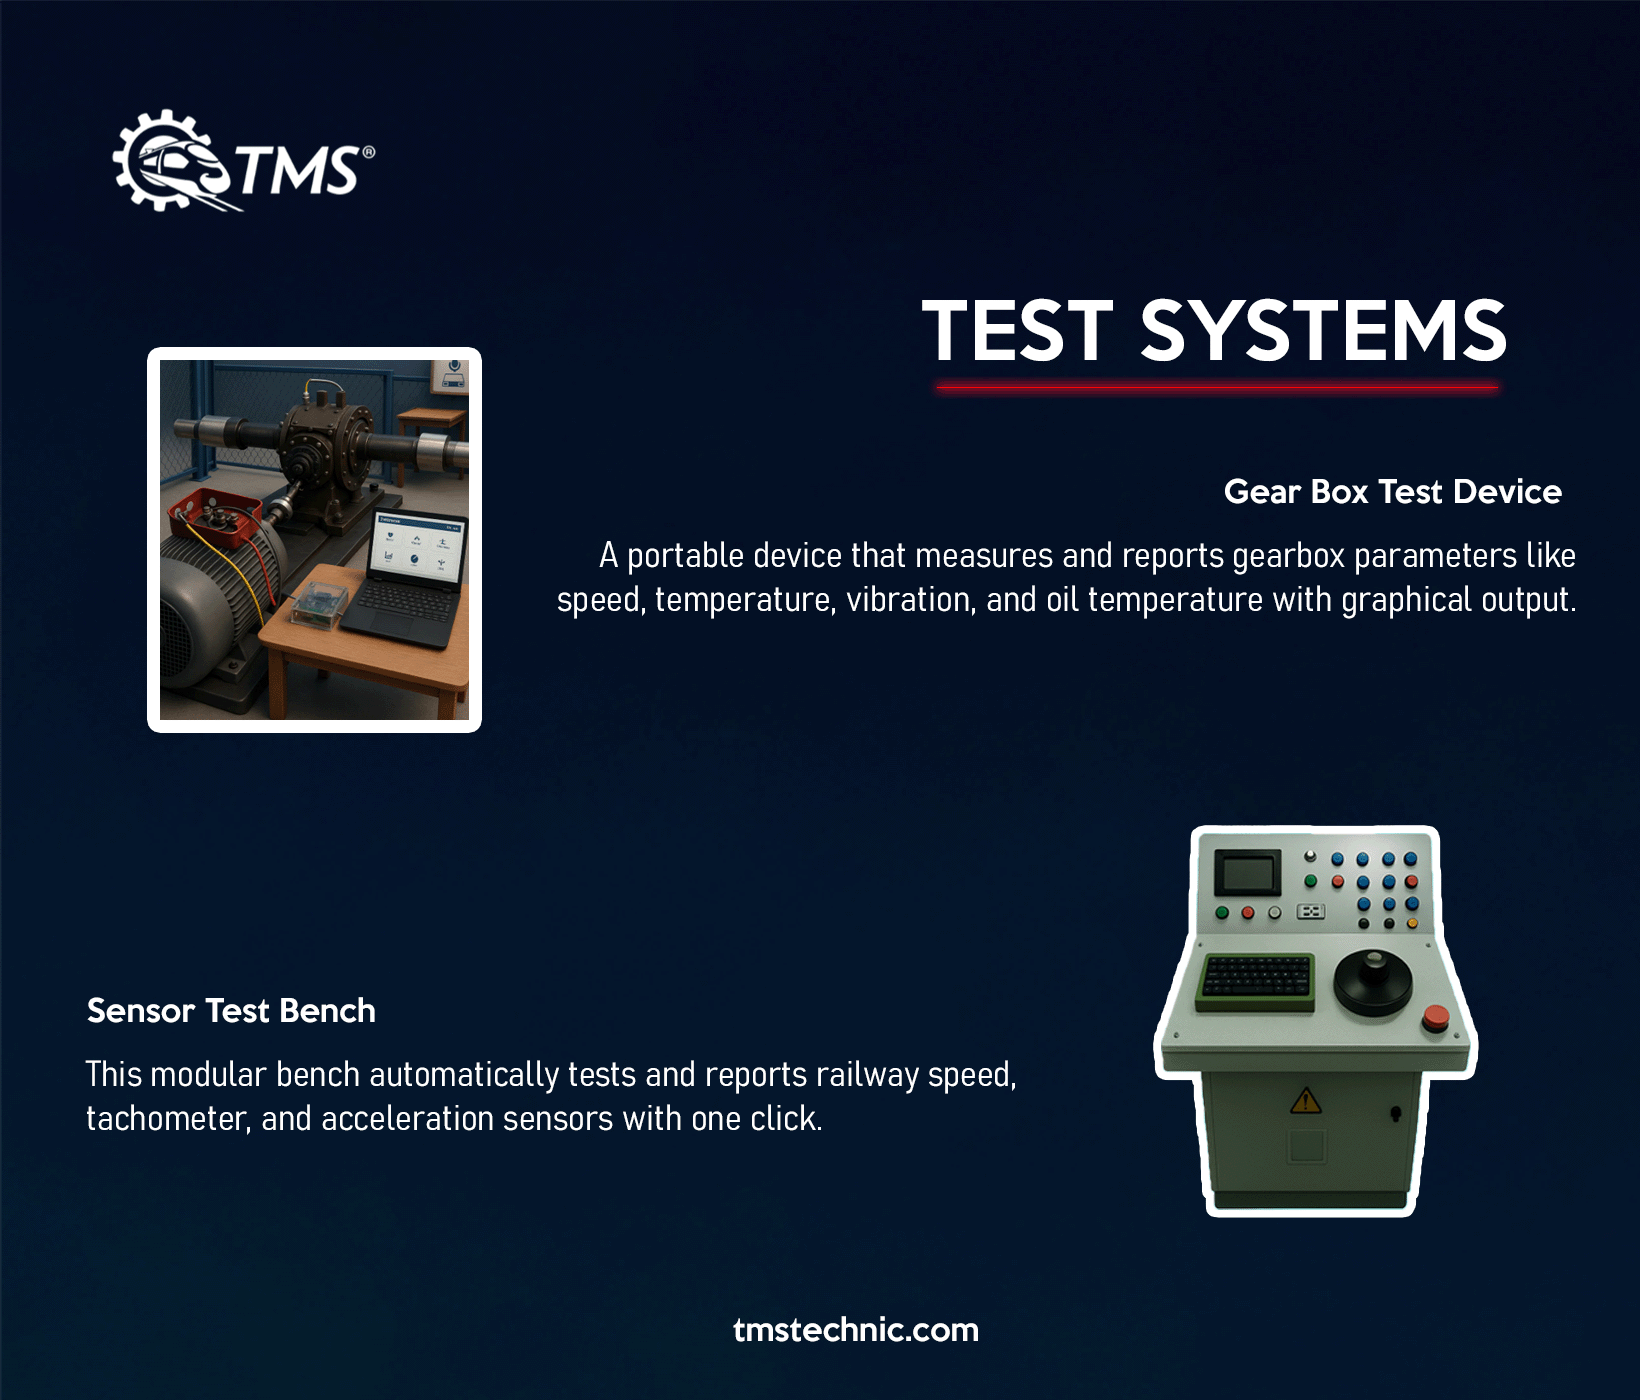 TMS®
TEST SYSTEMS
Gear Box Test Device
A portable device that measures and reports gearbox parameters like
speed, temperature, vibration, and oil temperature with graphical output.
Sensor Test Bench
This modular bench automatically tests and reports railway speed,
tachometer, and acceleration sensors with one click.
tmstechnic.com